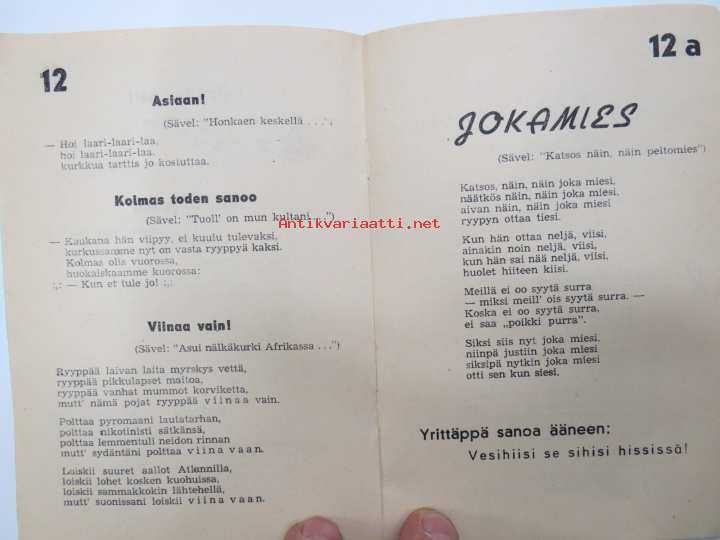 12
Asiaan!
(Sävel: "Honkaen keskellä . . .")
— Hoi laari-laari-laa,
hoi laari-laari-laa,
kurkkua tarttis jo kostuttaa.
Kolmas toden sanoo
(Sävel: "Tuoll' on mun kultani . . .")
— Kaukana hän viipyy, ei kuulu tulevaksi,
kurkussamme nyt on vasta ryyppyä kaksi.
Kolmas olis vuorossa,
huokaiskaamme kuorossa:
:,: — Kun et tule jo! :,:
Viinaa vain!
(Sävel: "Asui nälkäkurki Afrikassa . . .")
Ryyppää laivan laita myrskys vettä,
ryyppää pikkulapset maitoa,
ryyppää vanhat mummot korviketta,
mutt' nämä pojat ryyppää viinaa vain.
Polttaa pyromaani lautatarhan,
polttaa nikotinisti sätkänsä,
polttaa lemmentuli neidon rinnan
mutt' sydäntäni polttaa viina vaan.
Loiskii suuret aallot Atlannilla,
loiskii lohet kosken kuohuissa,
loiskii sammakkokin lähtehellä,
mutt' suonissani loiskii viina vaan.
12 a
JOKAMIES
(Sävel: "Katsos näin, näin peltomies")
Katsos, näin, näin joka miesi,
näätkös näin, näin joka miesi,
aivan näin, näin joka miesi
ryypyn ottaa tiesi.
Kun hän ottaa neljä, viisi,
ainakin noin neljä, viisi,
kun hän sai nää neljä, viisi,
huolet hiiteen kiisi.
Meillä ei oo syytä surra
— miksi meill' ois syytä surra. —
Koska ei oo syytä surra,
ei saa „poikki purra”.
Siksi siis nyt joka miesi,
niinpä justiin joka miesi
siksipä nytkin joka miesi
otti sen kun siesi.
Yrittäppä sanoa ääneen:
Vesihiisi se sihisi hississä!
Antikvariaatti.net